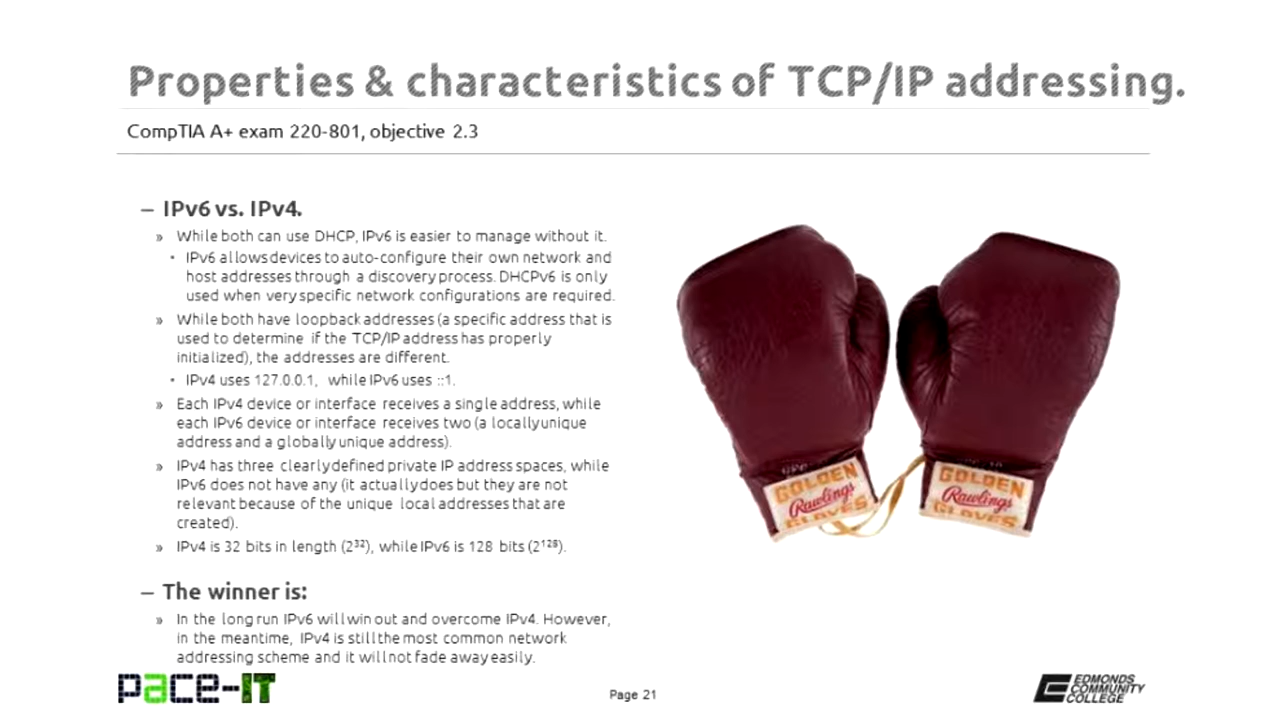 Properties & characteristics of TCP/IP addressing.
CompTIA A+ exam 220-801, objective 2.3
– IPv6 vs. IPv4.
» While both can use DHCP, IPv6 is easier to manage without it.
• IPv6 allows devices to auto-configure their own network and
host addresses through a discovery process. DHCPv6 is only
used when very specific network configurations are required.
» While both have loopback addresses (a specific address that is
used to determine if the TCP/IP address has properly
initialized), the addresses are different.
• IPv4 uses 127.0.0.1, while IPv6 uses ::1.
» Each IPv4 device or interface receives a single address, while
each IPv6 device or interface receives two (a locally unique
address and a globally unique address).
» IPv4 has three clearly defined private IP address spaces, while
IPv6 does not have any (it actually does but they are not
relevant because of the unique local addresses that are
created).
» IPv4 is 32 bits in length (2³²), while IPv6 is 128 bits (2¹²⁸).
– The winner is:
» In the long run IPv6 will win out and overcome IPv4. However,
in the meantime, IPv4 is still the most common network
addressing scheme and it will not fade away easily.
GOLDEN
Rawlings
GLOVES
GOLDEN
Rawlings
GLOVES
pace-IT
Page 21
EDMONDS
COMMUNITY
COLLEGE